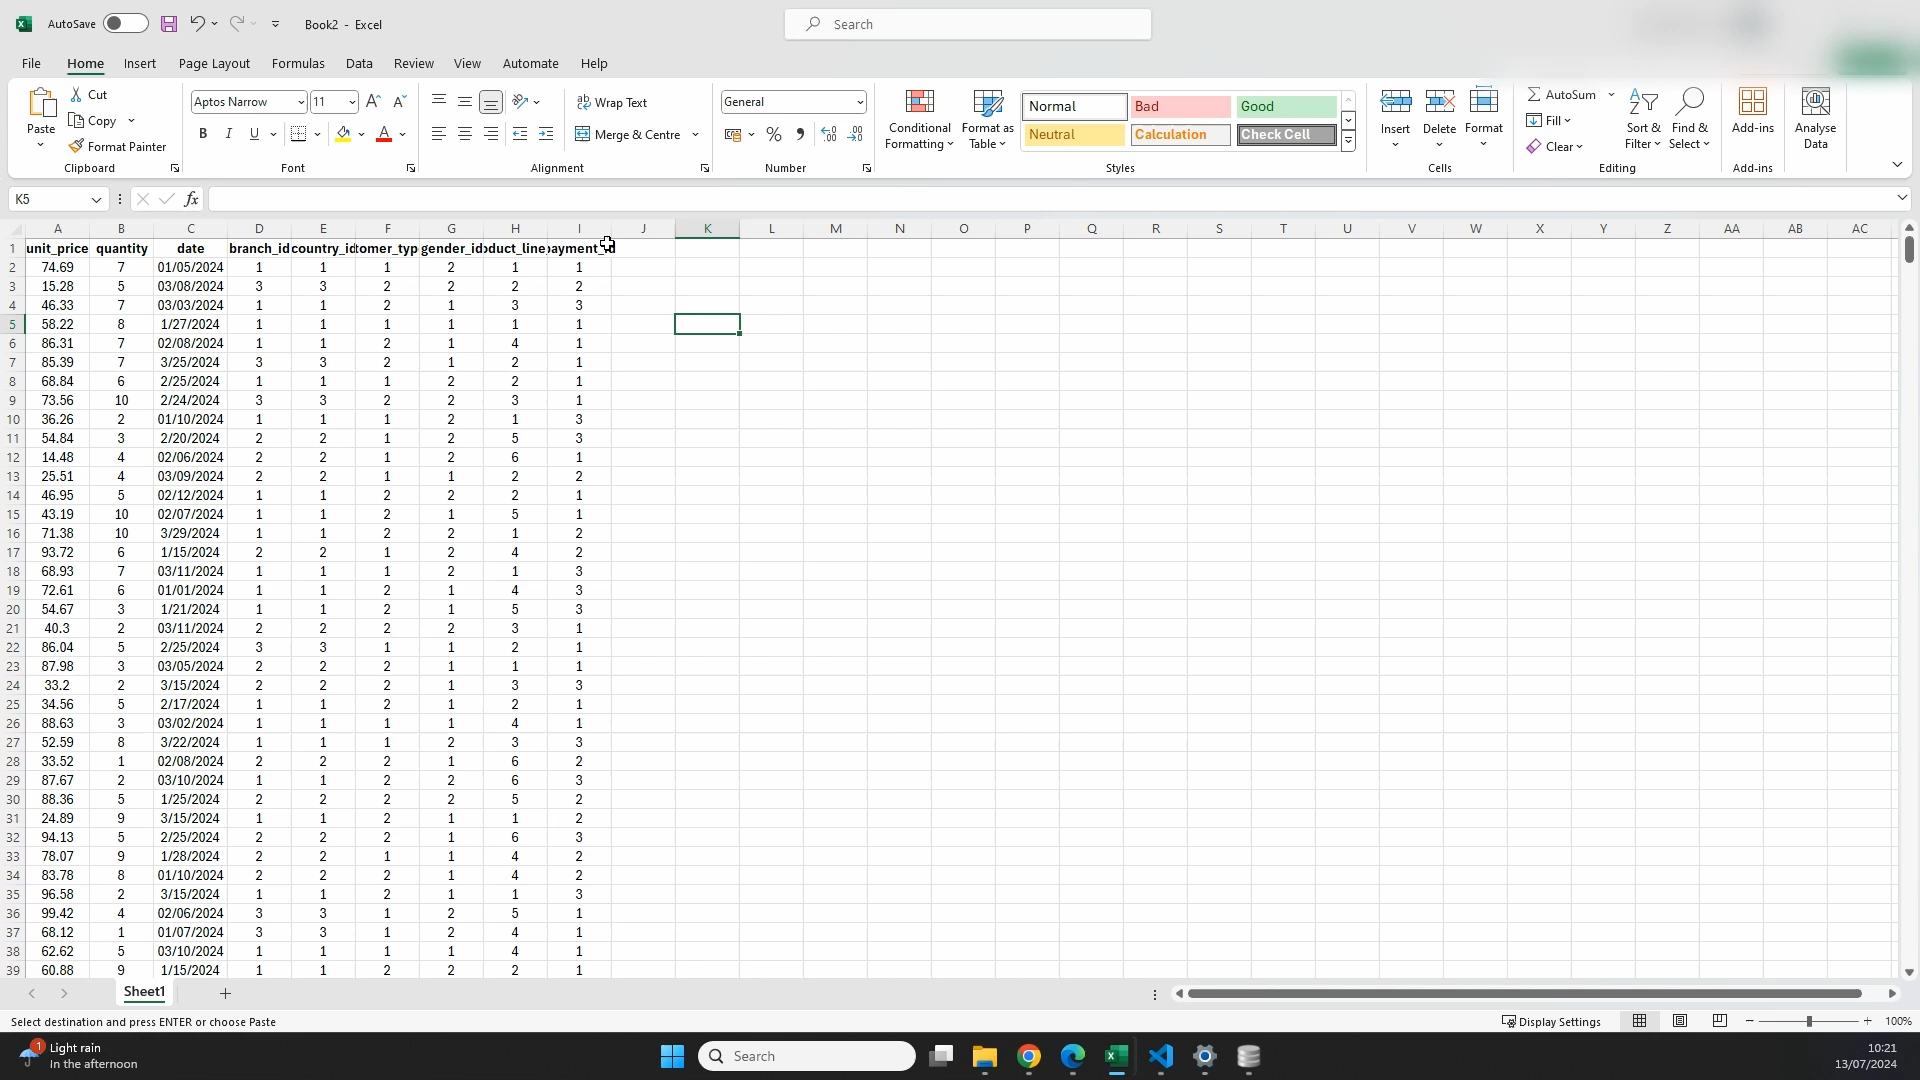 AutoSave Book2 - Excel Search
File Home Insert Page Layout Formulas Data Review View Automate Help
Paste Cut Copy Format Painter Clipboard
Aptos Narrow 11 B I U A Font
Wrap Text Merge & Centre Alignment
General % Number
Conditional Formatting Format as Table Normal Bad Good Neutral Calculation Check Cell Styles
Insert Delete Format Cells
AutoSum Fill Clear Sort & Filter Find & Select Editing
Add-ins Add-ins Analyse Data
K5 fx
A B C D E F G H I J K L M N O P Q R S T U V W X Y Z AA AB AC
1 unit_price quantity date branch_id country_id tomer_typ gender_id duct_line ayment_id
2 74.69 7 01/05/2024 1 1 1 2 1 1
3 15.28 5 03/08/2024 3 3 2 2 2 2
4 46.33 7 03/03/2024 1 1 2 1 3 3
5 58.22 8 1/27/2024 1 1 1 1 1 1
6 86.31 7 02/08/2024 1 1 2 1 4 1
7 85.39 7 3/25/2024 3 3 2 1 2 1
8 68.84 6 2/25/2024 1 1 1 2 2 1
9 73.56 10 2/24/2024 3 3 2 2 3 1
10 36.26 2 01/10/2024 1 1 1 2 1 3
11 54.84 3 2/20/2024 2 2 1 2 5 3
12 14.48 4 02/06/2024 2 2 1 2 6 1
13 25.51 4 03/09/2024 2 2 1 1 2 2
14 46.95 5 02/12/2024 1 1 2 2 2 1
15 43.19 10 02/07/2024 1 1 2 1 5 1
16 71.38 10 3/29/2024 1 1 2 2 1 2
17 93.72 6 1/15/2024 2 2 1 2 4 2
18 68.93 7 03/11/2024 1 1 1 2 1 3
19 72.61 6 01/01/2024 1 1 2 1 4 3
20 54.67 3 1/21/2024 1 1 2 1 5 3
21 40.3 2 03/11/2024 2 2 2 2 3 1
22 86.04 5 2/25/2024 3 3 1 1 2 1
23 87.98 3 03/05/2024 2 2 2 1 1 1
24 33.2 2 3/15/2024 2 2 2 1 3 3
25 34.56 5 2/17/2024 1 1 2 1 2 1
26 88.63 3 03/02/2024 1 1 1 1 4 1
27 52.59 8 3/22/2024 1 1 1 2 3 3
28 33.52 1 02/08/2024 2 2 2 1 6 2
29 87.67 2 03/10/2024 1 1 2 2 6 3
30 88.36 5 1/25/2024 2 2 2 2 5 2
31 24.89 9 3/15/2024 1 1 2 1 1 2
32 94.13 5 2/25/2024 2 2 2 1 6 3
33 78.07 9 1/28/2024 2 2 1 1 4 2
34 83.78 8 01/10/2024 2 2 2 1 4 2
35 96.58 2 3/15/2024 1 1 2 1 1 3
36 99.42 4 02/06/2024 3 3 1 2 5 1
37 68.12 1 01/07/2024 3 3 1 2 4 1
38 62.62 5 03/10/2024 1 1 1 1 4 1
39 60.88 9 1/15/2024 1 1 2 2 2 1
Sheet1
Select destination and press ENTER or choose Paste Display Settings 100%
1 Light rain In the afternoon Search 10:21 13/07/2024